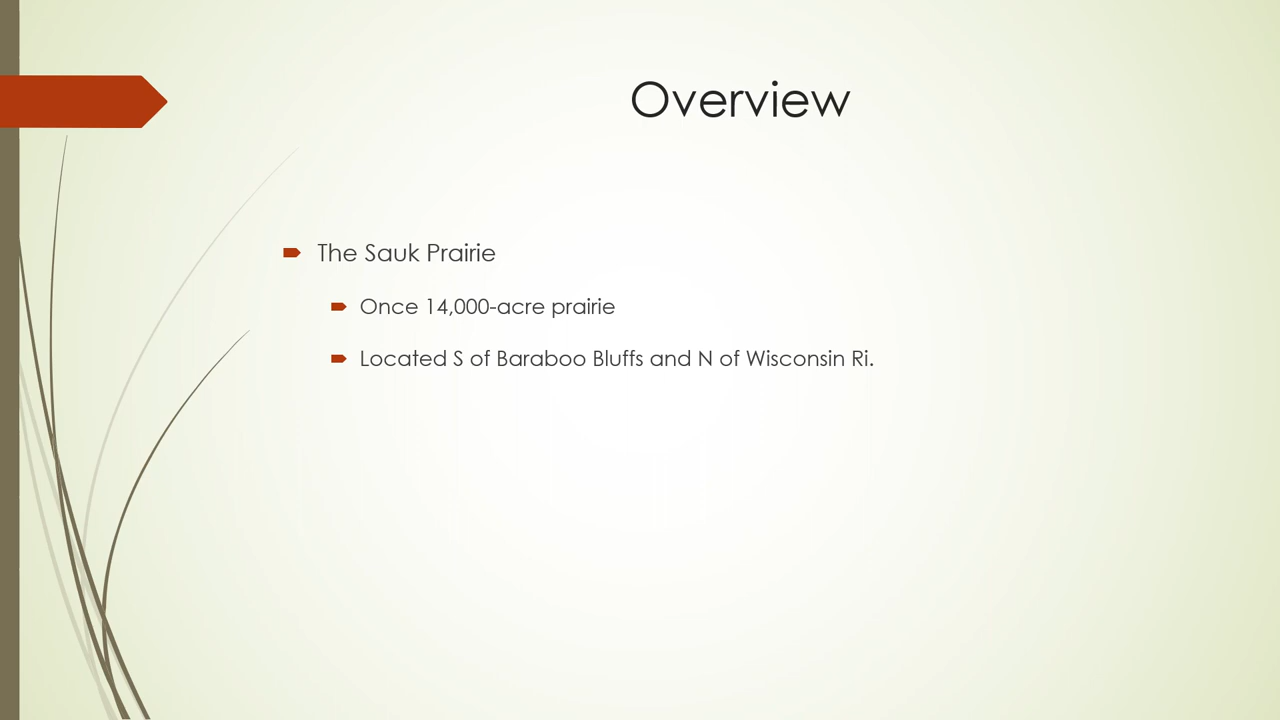 Overview
The Sauk Prairie
Once 14,000-acre prairie
Located S of Baraboo Bluffs and N of Wisconsin Ri.